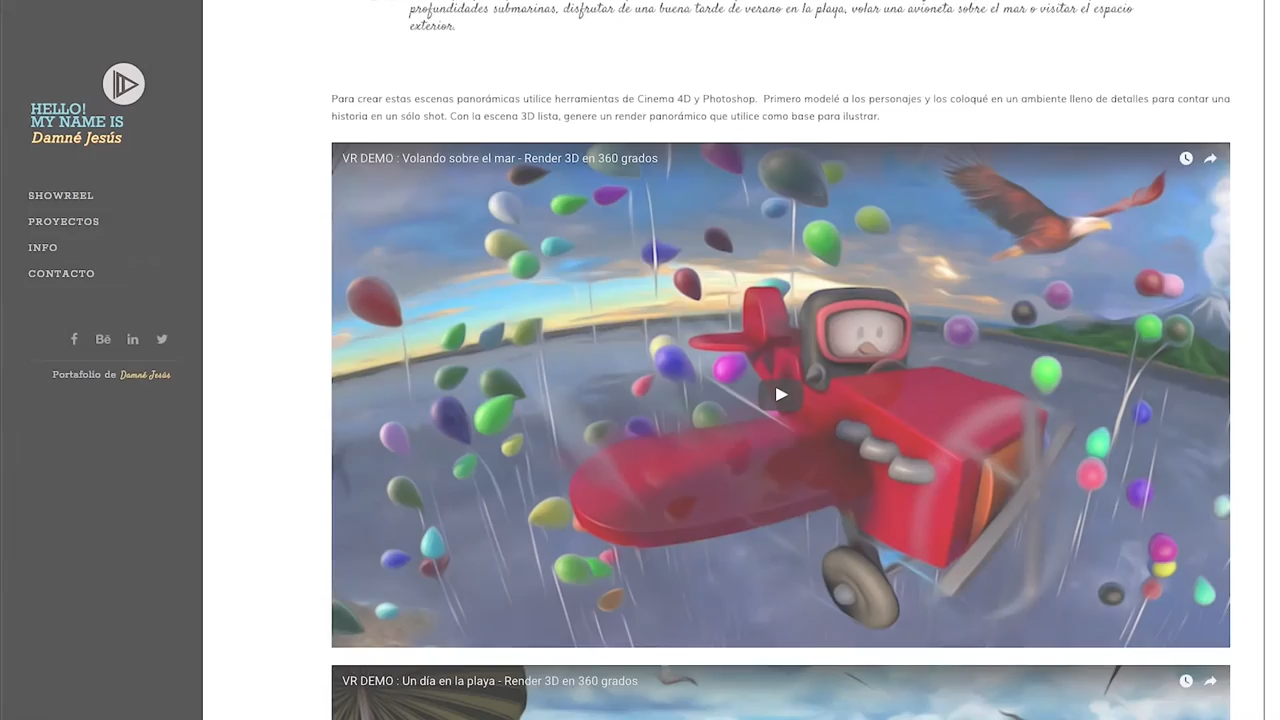 profundidades submarinas, disfrutar de una buena tarde de verano en la playa, volar una avioneta sobre el mar o visitar el espacio
exterior.
HELLO!
MY NAME IS
Damné Jesús
SHOWREEL
PROYECTOS
INFO
CONTACTO
Bē
in
Portafolio de Damné Jesús
Para crear estas escenas panorámicas utilice herramientas de Cinema 4D y Photoshop. Primero modelé a los personajes y los coloqué en un ambiente lleno de detalles para contar una
historia en un sólo shot. Con la escena 3D lista, genere un render panorámico que utilice como base para ilustrar.
VR DEMO : Volando sobre el mar - Render 3D en 360 grados
VR DEMO : Un día en la playa - Render 3D en 360 grados